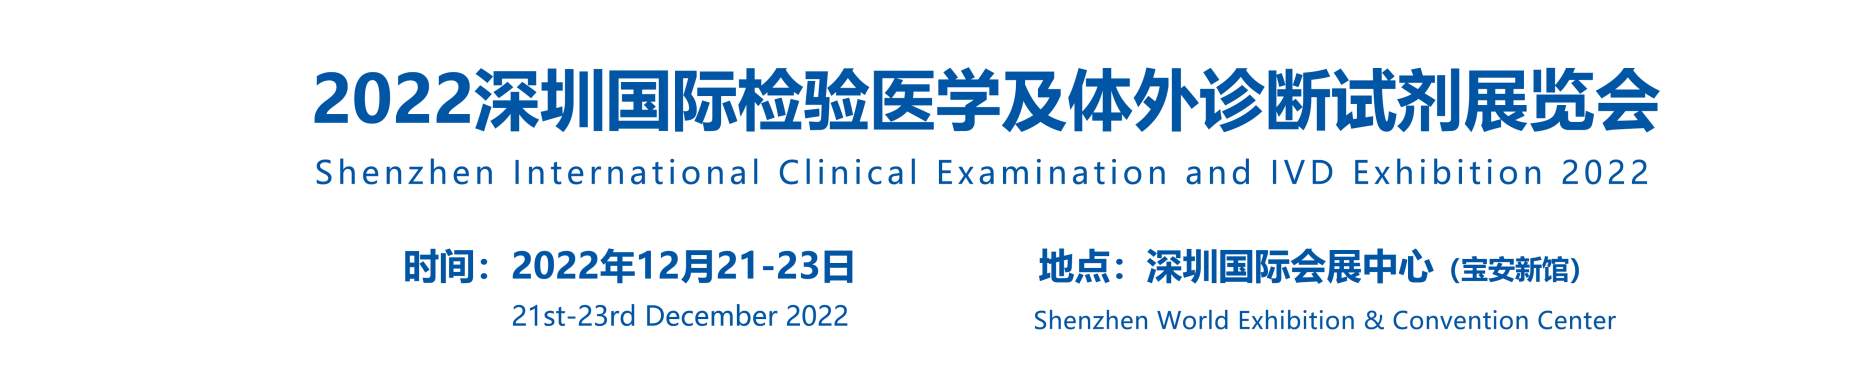 2022深圳国际检验医学及体外诊断试剂展览会
Shenzhen International Clinical Examination and IVD Exhibition 2022
时间：2022年12月21-23日
21st-23rd December 2022
地点：深圳国际会展中心（宝安新馆）
Shenzhen World Exhibition & Convention Center